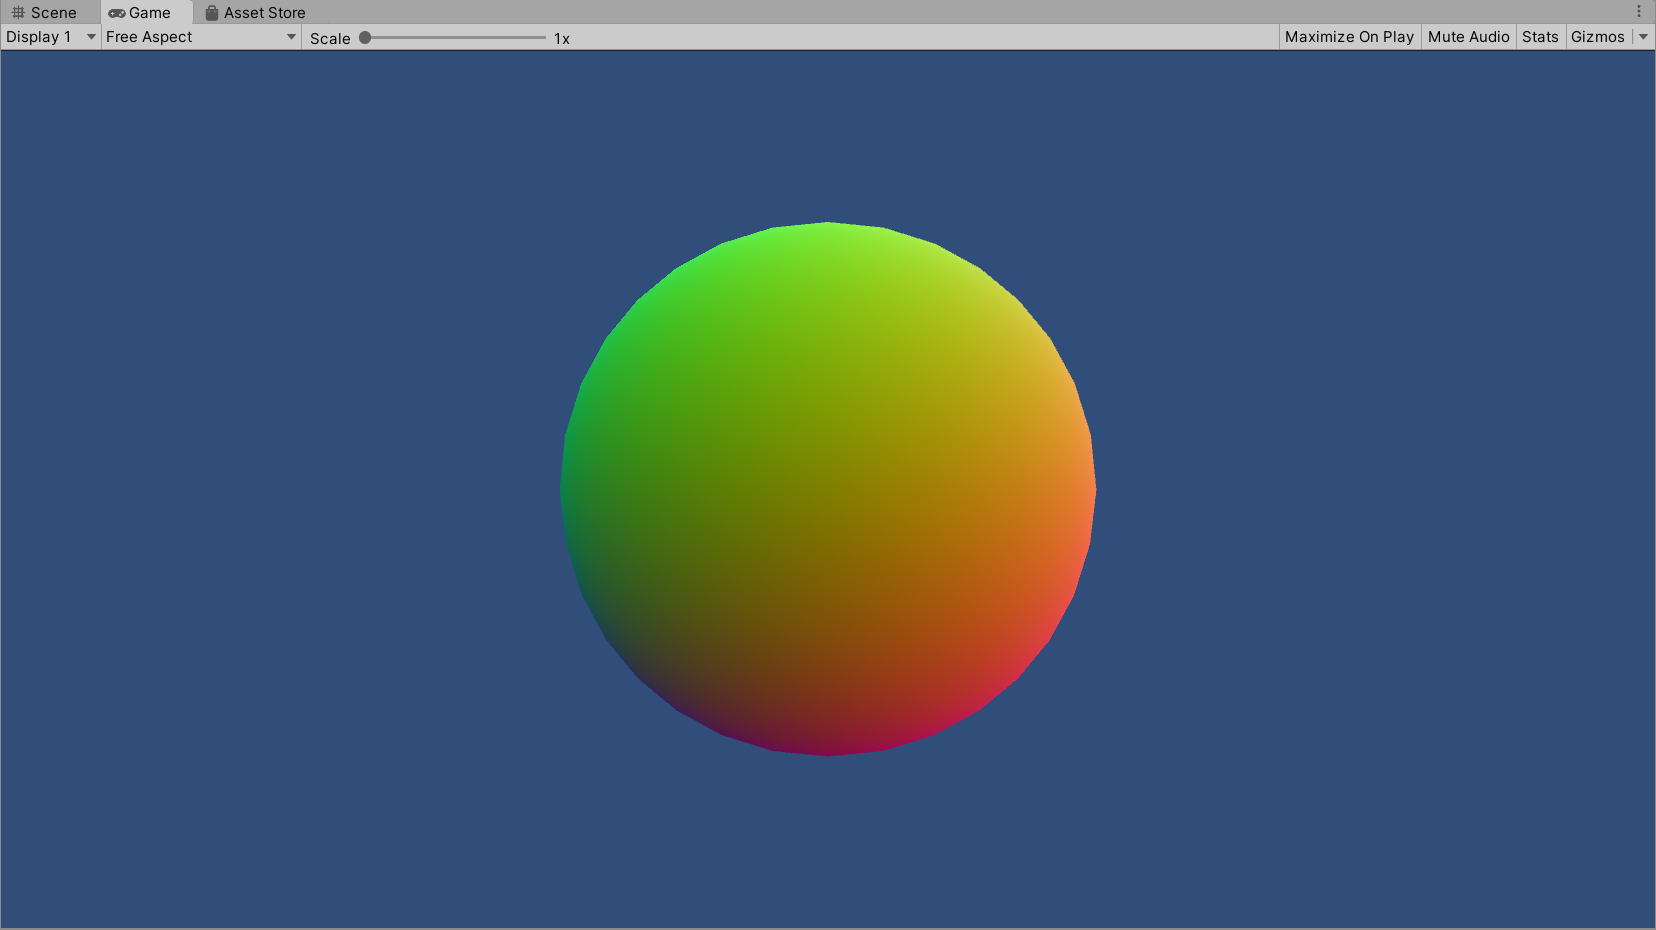 Scene Game Asset Store
Display 1 Free Aspect Scale 1x Maximize On Play Mute Audio Stats Gizmos